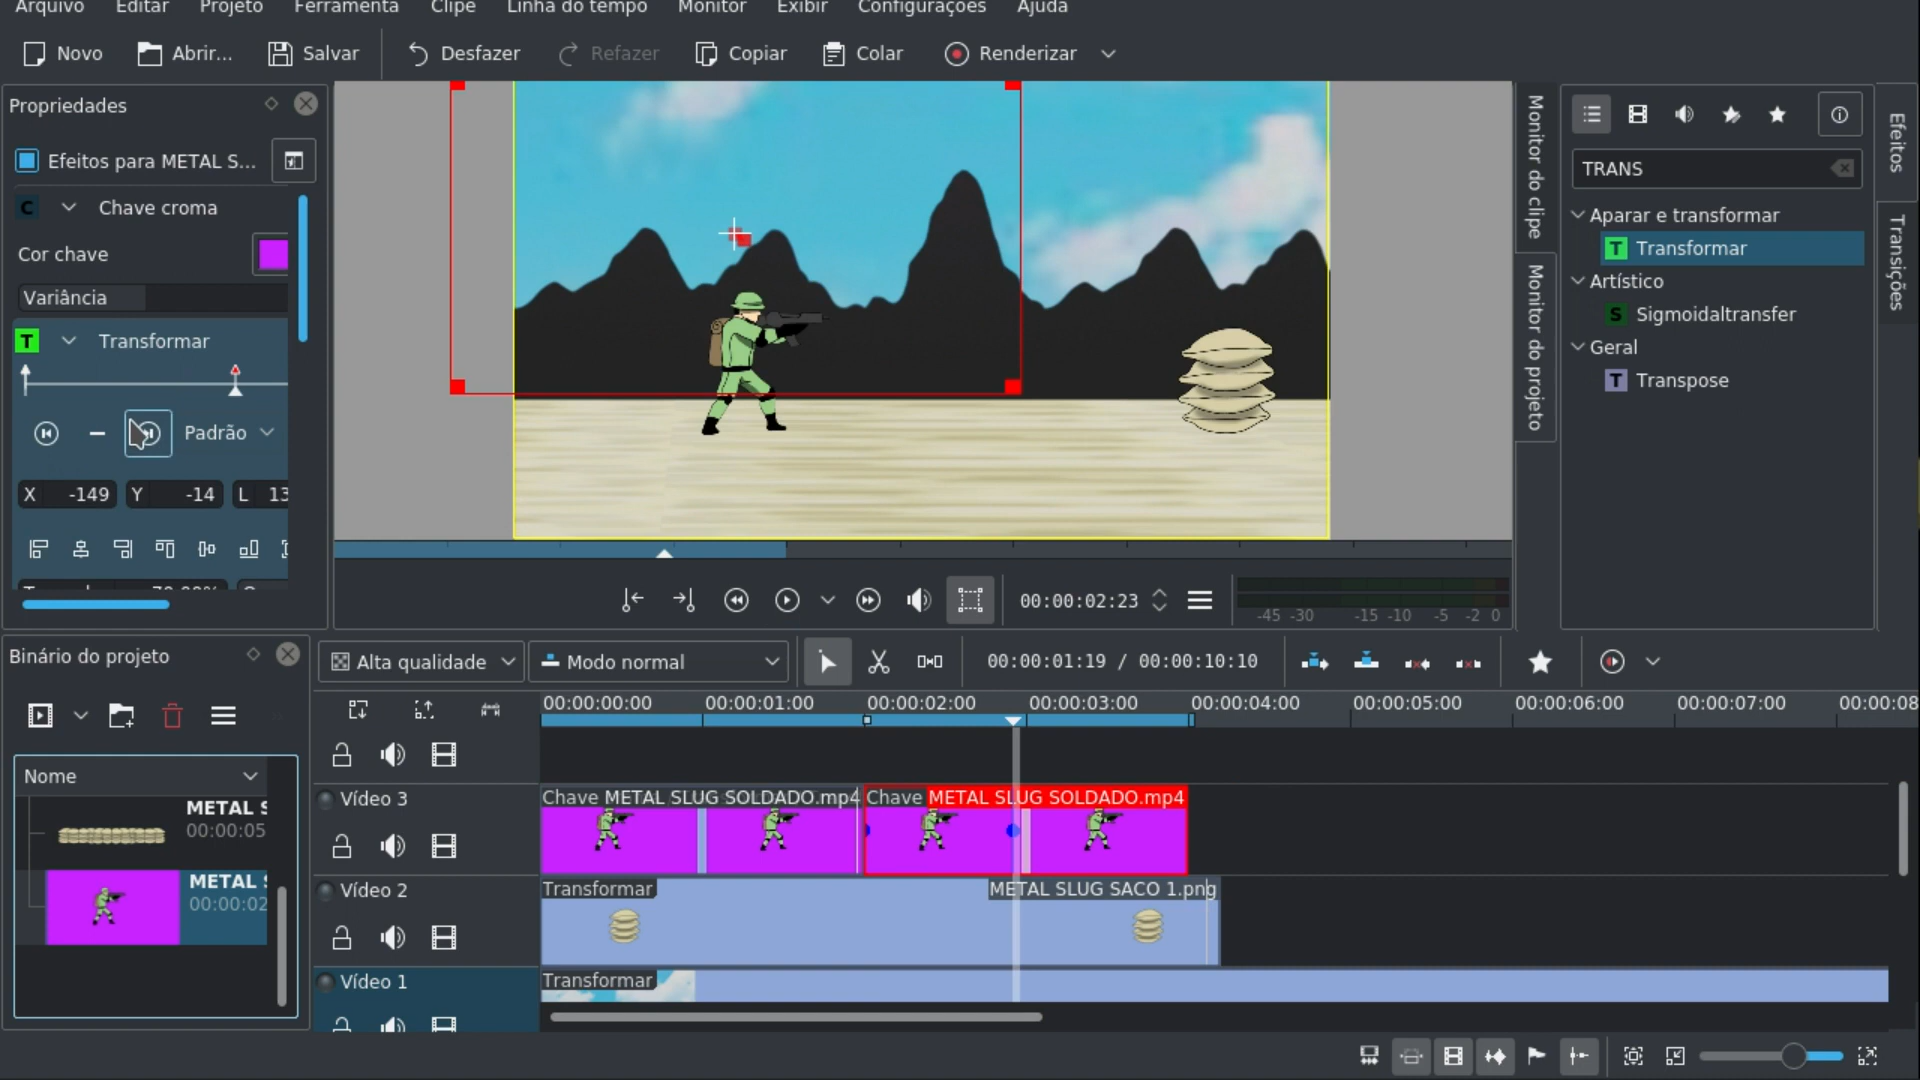 Arquivo Editar Projeto Ferramenta Clipe Linha do tempo Monitor Exibir Configurações Ajuda
Novo Abrir... Salvar Desfazer Refazer Copiar Colar Renderizar
Propriedades
Efeitos para METAL S...
C Chave croma
Cor chave
Variância
T Transformar
Padrão
X -149 Y -14 L 13
Monitor do clipe
Monitor do projeto
TRANS
Aparar e transformar
T Transformar
Artístico
S Sigmoidaltransfer
Geral
T Transpose
Efeitos
Transições
00:00:02:23
-45 -30 -15 -10 -5 -2 0
Binário do projeto
Alta qualidade Modo normal 00:00:01:19 / 00:00:10:10
00:00:00:00 00:00:01:00 00:00:02:00 00:00:03:00 00:00:04:00 00:00:05:00 00:00:06:00 00:00:07:00 00:00:08
Nome
METAL S
00:00:05
METAL S
00:00:02
Vídeo 3
Chave METAL SLUG SOLDADO.mp4 Chave METAL SLUG SOLDADO.mp4
Vídeo 2
Transformar METAL SLUG SACO 1.png
Vídeo 1
Transformar